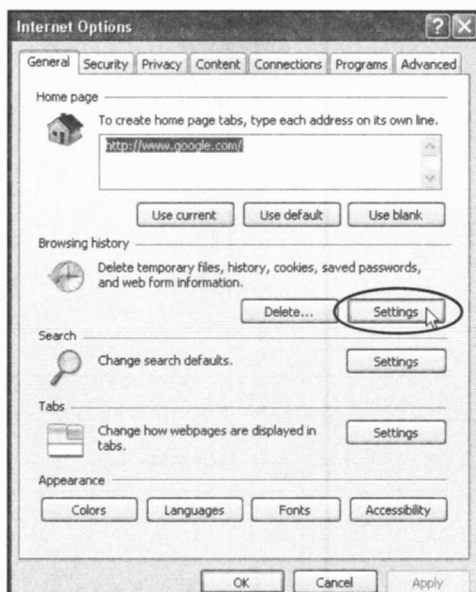 Internet Options
General Security Privacy Content Connections Programs Advanced
Home page
To create home page tabs, type each address on its own line.
http://www.google.com/
Use current Use default Use blank
Browsing history
Delete temporary files, history, cookies, saved passwords,
and web form information.
Delete... Settings
Search
Change search defaults. Settings
Tabs
Change how webpages are displayed in
tabs.
Settings
Appearance
Colors Languages Fonts Accessibility
OK Cancel Apply